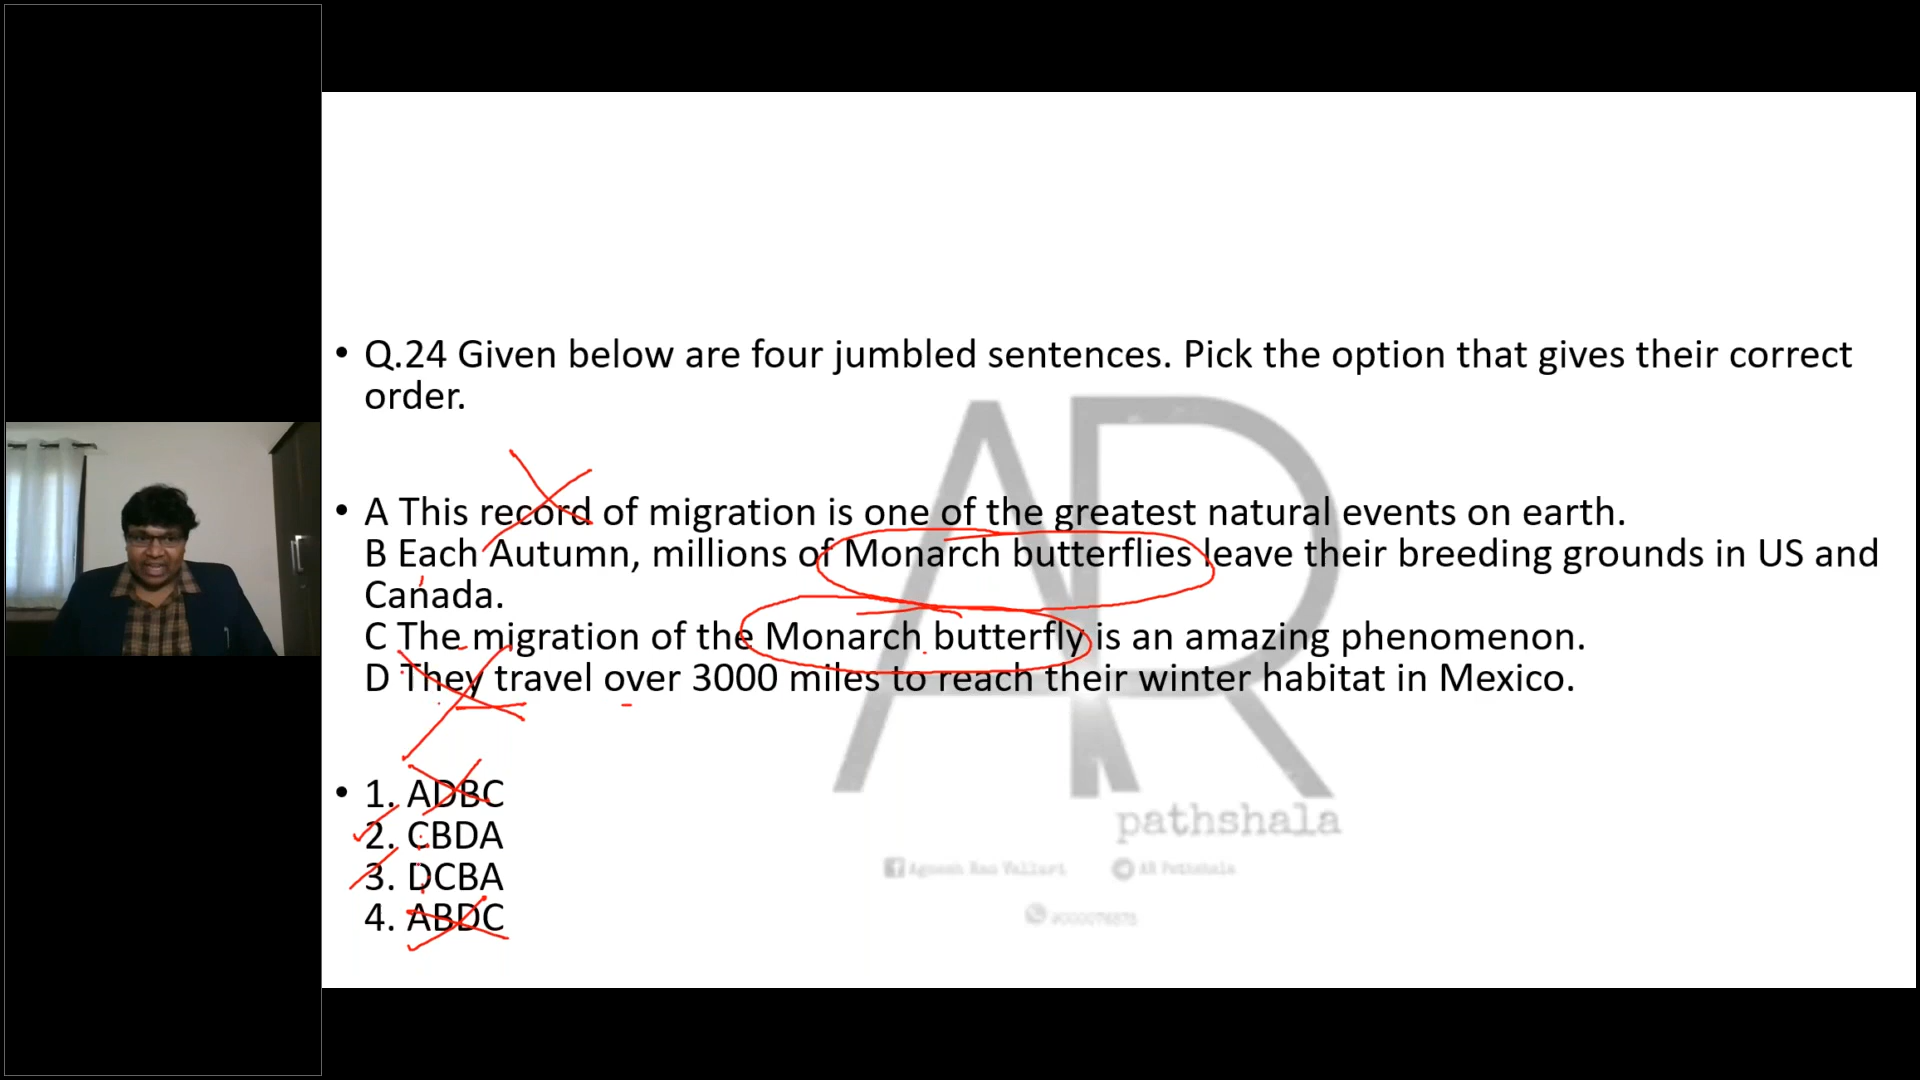 • Q.24 Given below are four jumbled sentences. Pick the option that gives their correct
order.
• A This record of migration is one of the greatest natural events on earth.
B Each Autumn, millions of Monarch butterflies leave their breeding grounds in US and
Canada.
C The migration of the Monarch butterfly is an amazing phenomenon.
D They travel over 3000 miles to reach their winter habitat in Mexico.
AR
• 1. ADBC
2. CBDA
3. DCBA
4. ABDC
pathshala
AR Pathshala